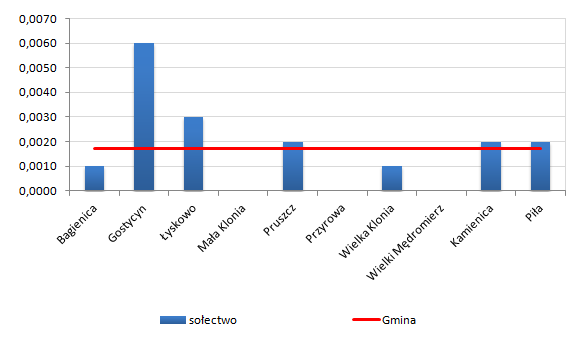 0,0070
0,0060
0,0050
0,0040
0,0030
0,0020
0,0010
0,0000
Bagienica
Gostycyn
Łyskowo
Mała Klonia
Pruszcz
Przyrowa
Wielka Klonia
Wielki Mędromierz
Kamienica
Piła
sołectwo
Gmina